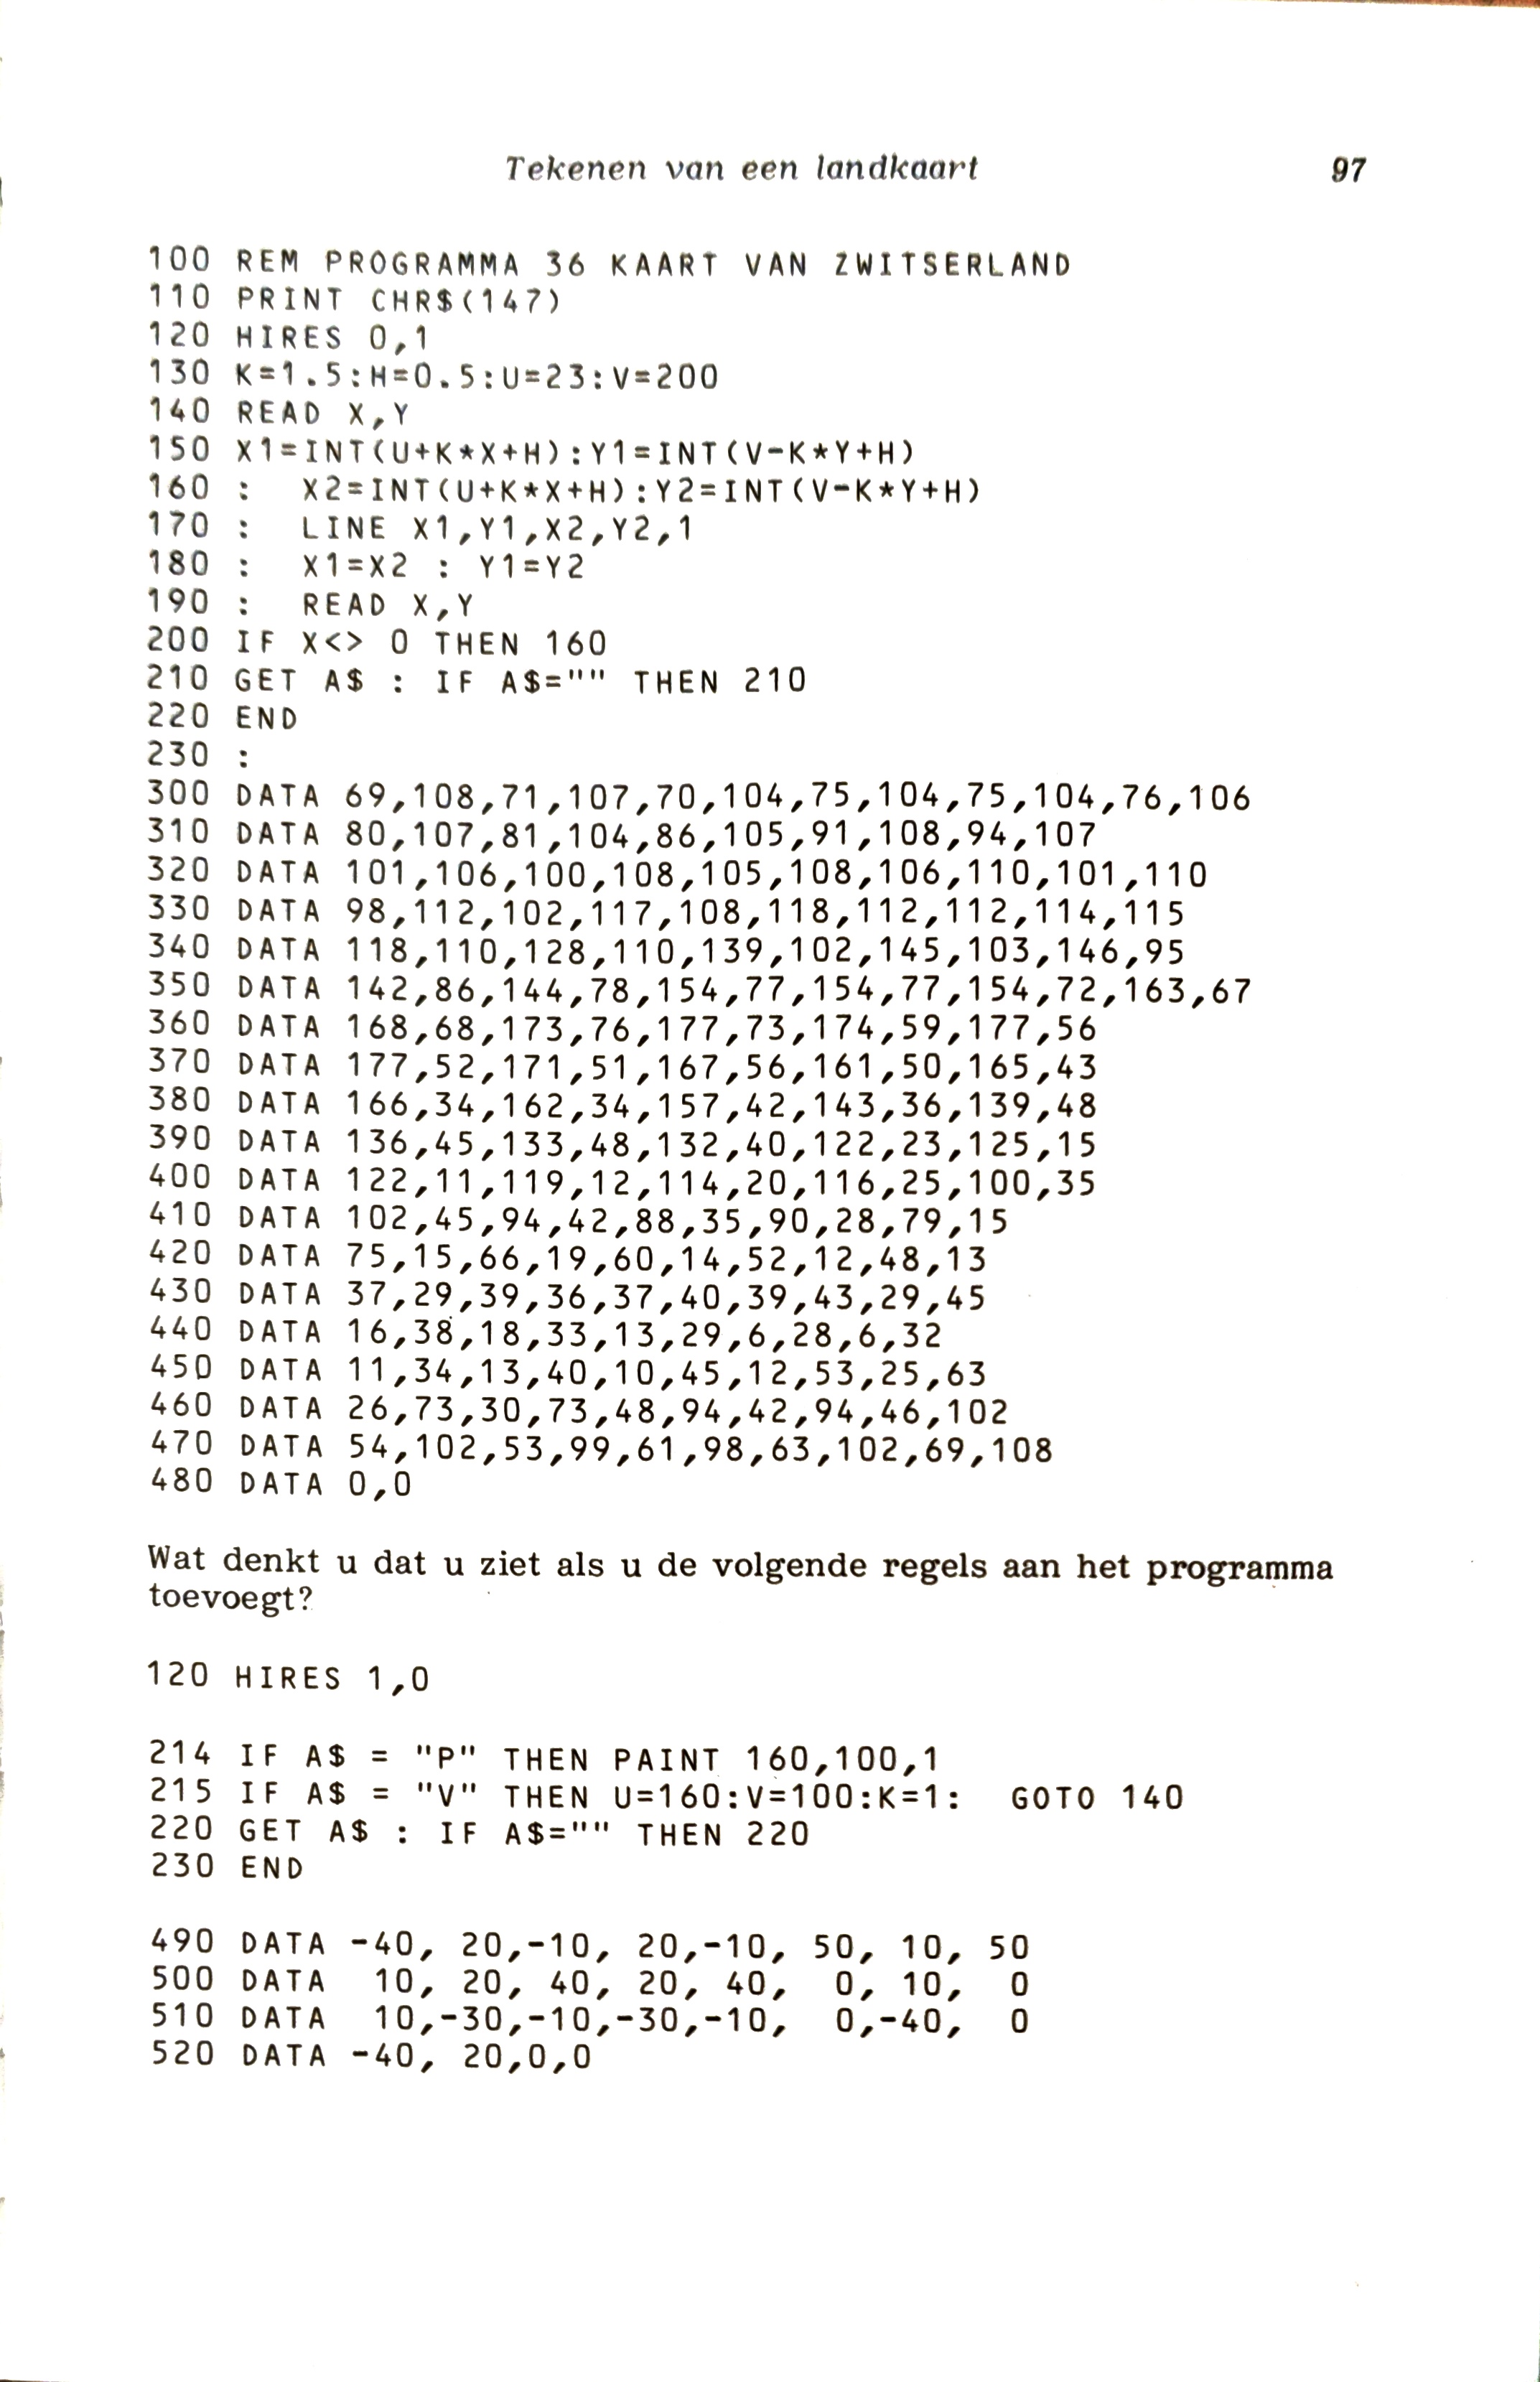 Tekenen van een landkaart 97
100 REM PROGRAMMA 36 KAART VAN ZWITSERLAND
110 PRINT CHR$(147)
120 HIRES 0,1
130 K=1.5:H=0.5:U=23:V=200
140 READ X,Y
150 X1=INT(U+K*X+H):Y1=INT(V-K*Y+H)
160 :  X2=INT(U+K*X+H):Y2=INT(V-K*Y+H)
170 :  LINE X1,Y1,X2,Y2,1
180 :  X1=X2 : Y1=Y2
190 :  READ X,Y
200 IF X<> 0 THEN 160
210 GET A$ : IF A$="" THEN 210
220 END
230 :
300 DATA 69,108,71,107,70,104,75,104,75,104,76,106
310 DATA 80,107,81,104,86,105,91,108,94,107
320 DATA 101,106,100,108,105,108,106,110,101,110
330 DATA 98,112,102,117,108,118,112,112,114,115
340 DATA 118,110,128,110,139,102,145,103,146,95
350 DATA 142,86,144,78,154,77,154,77,154,72,163,67
360 DATA 168,68,173,76,177,73,174,59,177,56
370 DATA 177,52,171,51,167,56,161,50,165,43
380 DATA 166,34,162,34,157,42,143,36,139,48
390 DATA 136,45,133,48,132,40,122,23,125,15
400 DATA 122,11,119,12,114,20,116,25,100,35
410 DATA 102,45,94,42,88,35,90,28,79,15
420 DATA 75,15,66,19,60,14,52,12,48,13
430 DATA 37,29,39,36,37,40,39,43,29,45
440 DATA 16,38,18,33,13,29,6,28,6,32
450 DATA 11,34,13,40,10,45,12,53,25,63
460 DATA 26,73,30,73,48,94,42,94,46,102
470 DATA 54,102,53,99,61,98,63,102,69,108
480 DATA 0,0
Wat denkt u dat u ziet als u de volgende regels aan het programma
toevoegt?
120 HIRES 1,0
214 IF A$ = "P" THEN PAINT 160,100,1
215 IF A$ = "V" THEN U=160:V=100:K=1:  GOTO 140
220 GET A$ : IF A$="" THEN 220
230 END
490 DATA -40, 20,-10, 20,-10, 50, 10, 50
500 DATA  10, 20, 40, 20, 40,  0, 10,  0
510 DATA  10,-30,-10,-30,-10,  0,-40,  0
520 DATA -40, 20,0,0